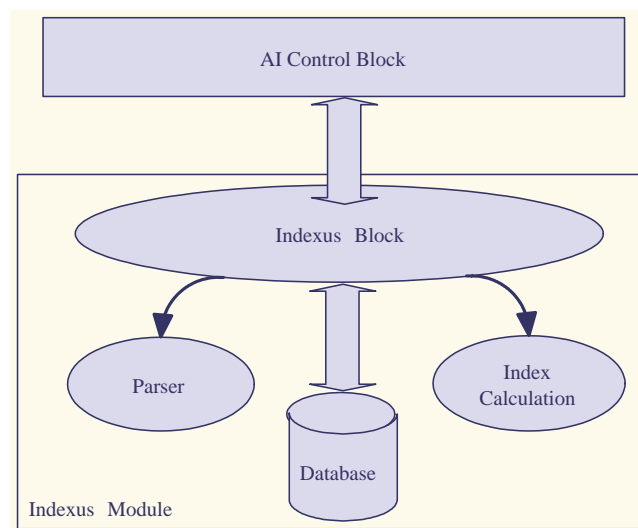 AI Control Block
Indexus Block
Parser
Index
Calculation
Database
Indexus Module